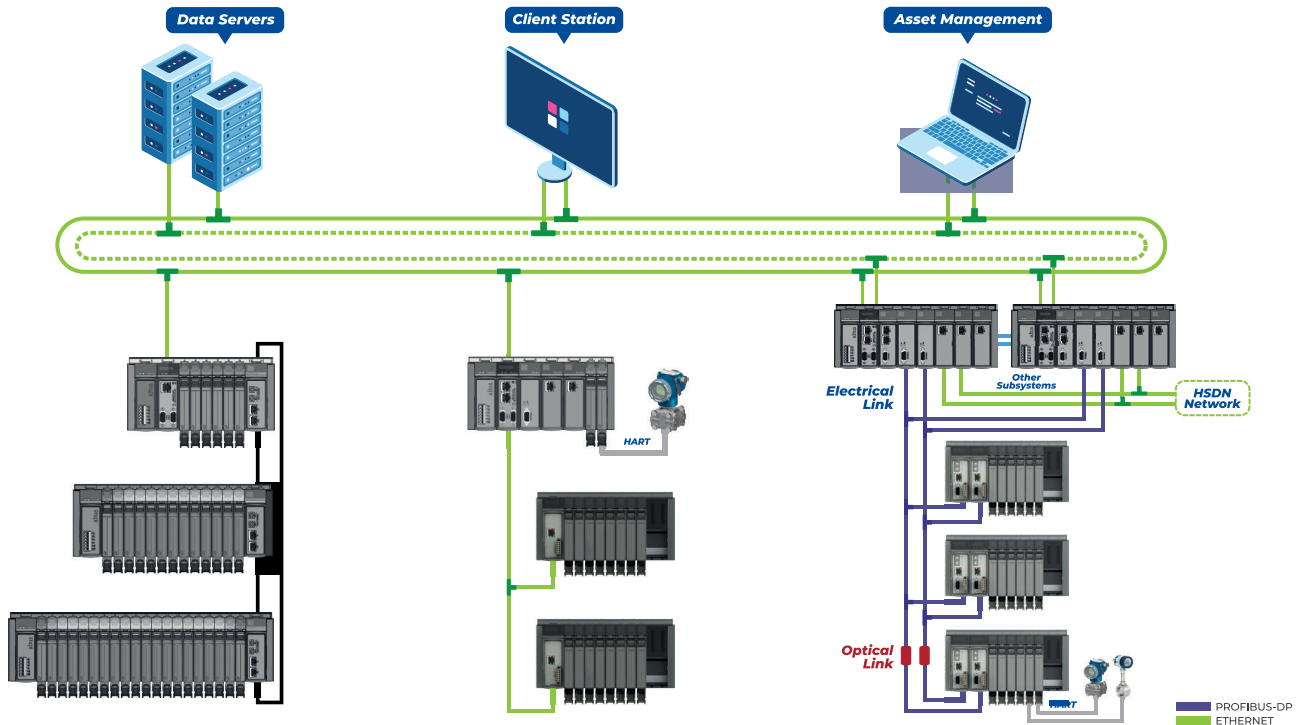 Data Servers
Client Station
Asset Management
Other
Subsystems
Electrical
Link
HSDN
Network
HART
Optical
Link
HART
PROFIBUS-DP
ETHERNET